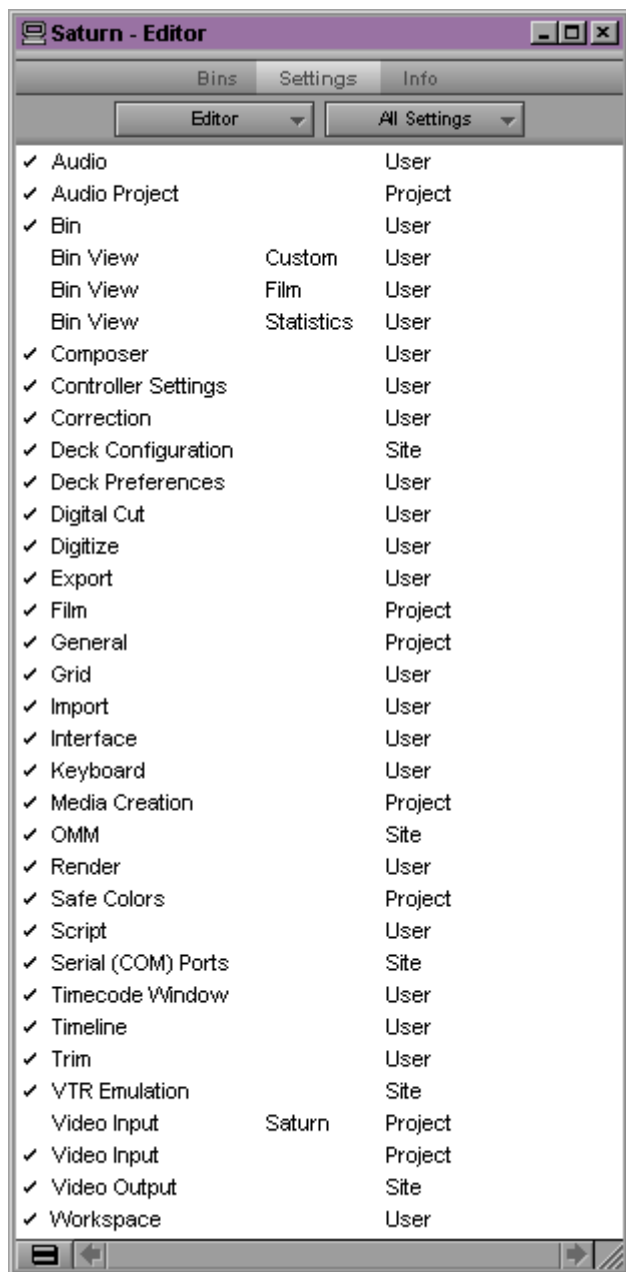 Saturn - Editor
Bins Settings Info
Editor All Settings
✓ Audio User
✓ Audio Project Project
✓ Bin User
Bin View Custom User
Bin View Film User
Bin View Statistics User
✓ Composer User
✓ Controller Settings User
✓ Correction User
✓ Deck Configuration Site
✓ Deck Preferences User
✓ Digital Cut User
✓ Digitize User
✓ Export User
✓ Film Project
✓ General Project
✓ Grid User
✓ Import User
✓ Interface User
✓ Keyboard User
✓ Media Creation Project
✓ OMM Site
✓ Render User
✓ Safe Colors Project
✓ Script User
✓ Serial (COM) Ports Site
✓ Timecode Window User
✓ Timeline User
✓ Trim User
✓ VTR Emulation Site
Video Input Saturn Project
✓ Video Input Project
✓ Video Output Site
✓ Workspace User